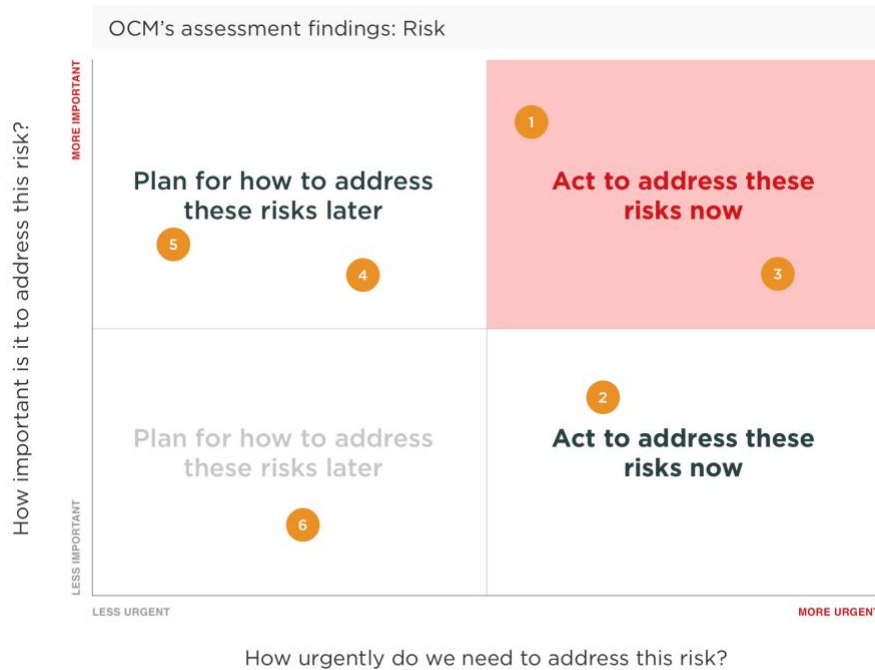 OCM’s assessment findings: Risk
MORE IMPORTANT
How important is it to address this risk?
LESS IMPORTANT
1
Plan for how to address
these risks later
Act to address these
risks now
5
4
3
2
Plan for how to address
these risks later
Act to address these
risks now
6
LESS URGENT
MORE URGENT
How urgently do we need to address this risk?